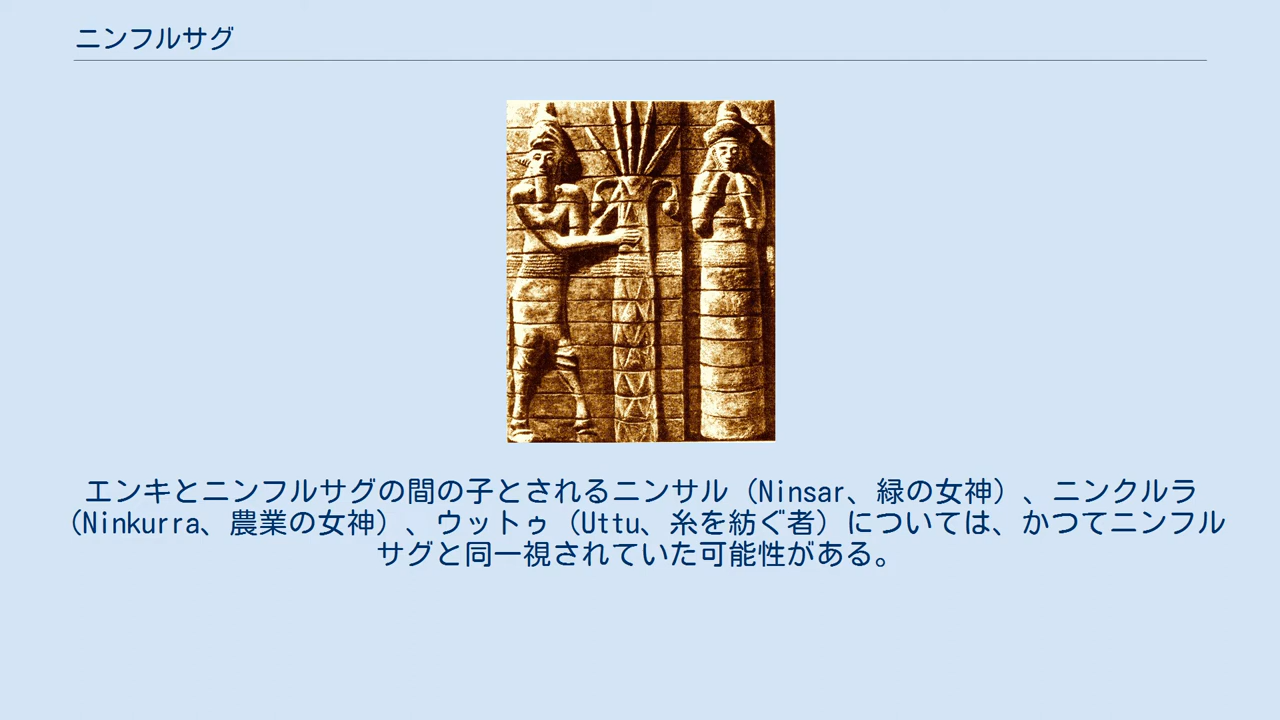 ニンフルサグ
エンキとニンフルサグの間の子とされるニンサル（Ninsar、緑の女神）、ニンクルラ
（Ninkurra、農業の女神）、ウットゥ（Uttu、糸を紡ぐ者）については、かつてニンフル
サグと同一視されていた可能性がある。